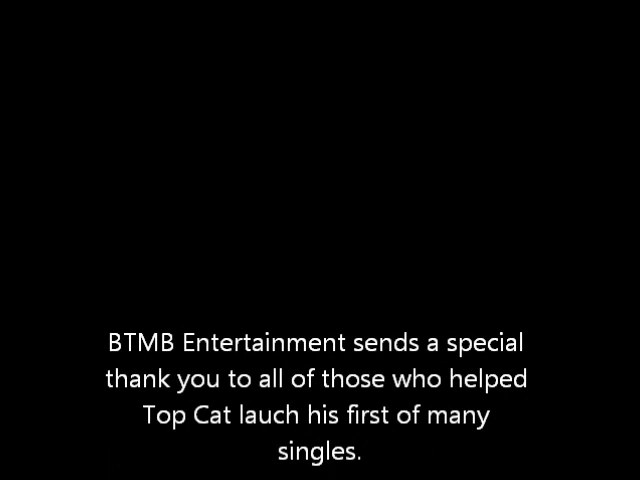 BTMB Entertainment sends a special
thank you to all of those who helped
Top Cat lauch his first of many
singles.